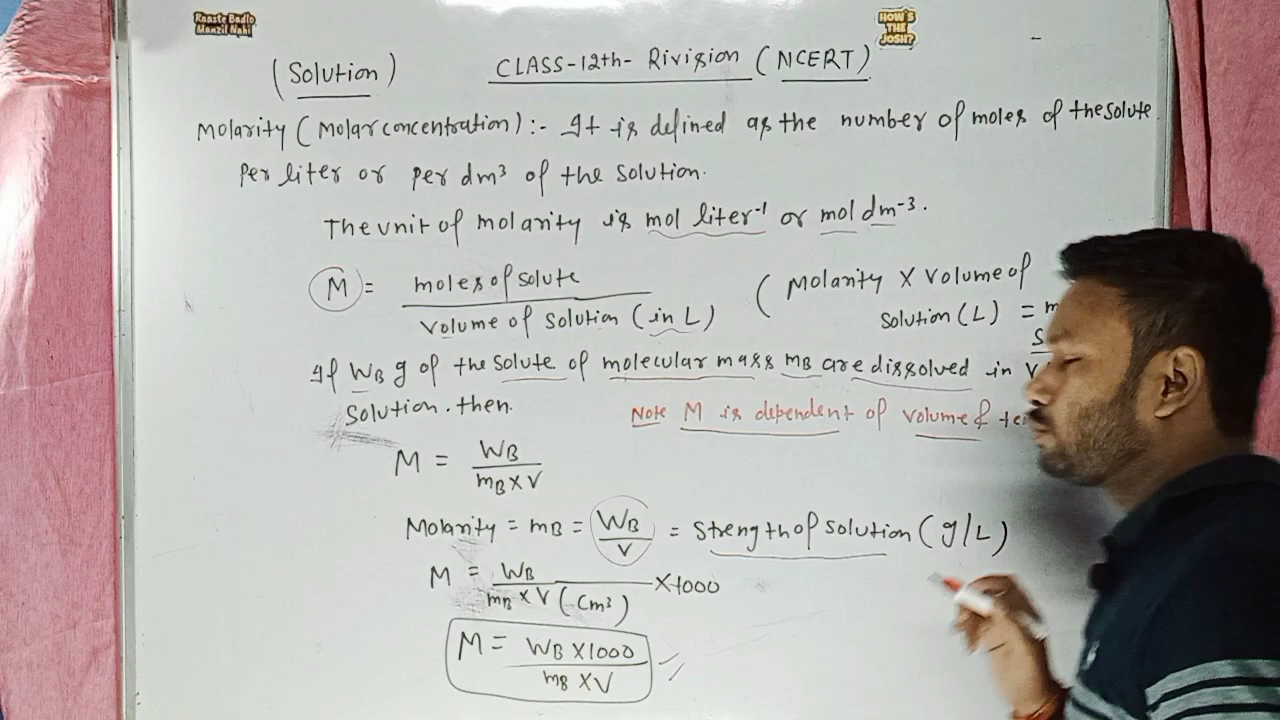 Raaste Badlo
Manzil Nahi
HOW'S
THE
JOSH?
(Solution) CLASS-12th- Rivision (NCERT)
Molarity (Molar concentration) :- It is defined as the number of moles of the solute
Per liter or per dm³ of the solution.
The unit of molarity is mol liter⁻¹ or mol dm⁻³.
M = moles of solute / Volume of solution (in L)
(Molarity X volume of
solution (L) =
If WB g of the solute of molecular mass mB are dissolved in
solution. then.
Note M is dependent of volume &
M = WB / mB X V
Molarity = mB = WB / V = Strength of solution (g/L)
M = WB / mB X V (cm³) X 1000
M = WB X 1000 / mB X V